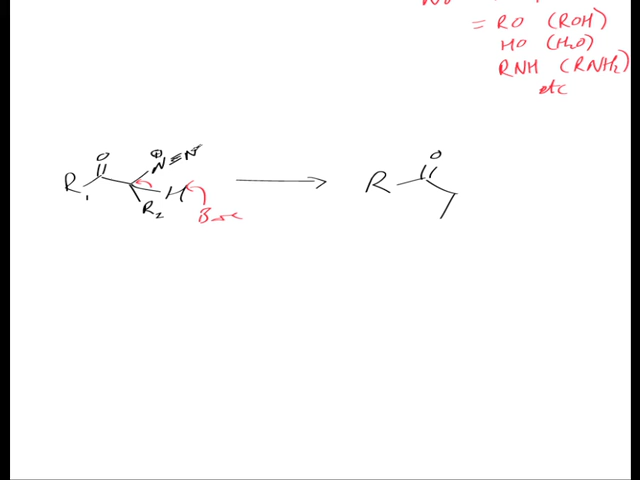 = RO (ROH)
HO (H₂O)
RNH (RNH₂)
etc
O
⊕
N≡N
R₁
H
R₂
Base
O
R